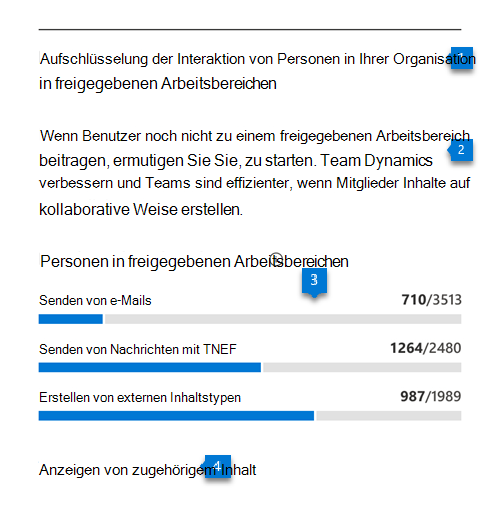 Aufschlüsselung der Interaktion von Personen in Ihrer Organisation
1
in freigegebenen Arbeitsbereichen
Wenn Benutzer noch nicht zu einem freigegebenen Arbeitsbereich
beitragen, ermutigen Sie Sie, zu starten. Team Dynamics
2
verbessern und Teams sind effizienter, wenn Mitglieder Inhalte auf
kollaborative Weise erstellen.
Personen in freigegebenen Arbeitsbereichen
3
Senden von e-Mails 710/3513
Senden von Nachrichten mit TNEF 1264/2480
Erstellen von externen Inhaltstypen 987/1989
Anzeigen von zugehörigem Inhalt
4